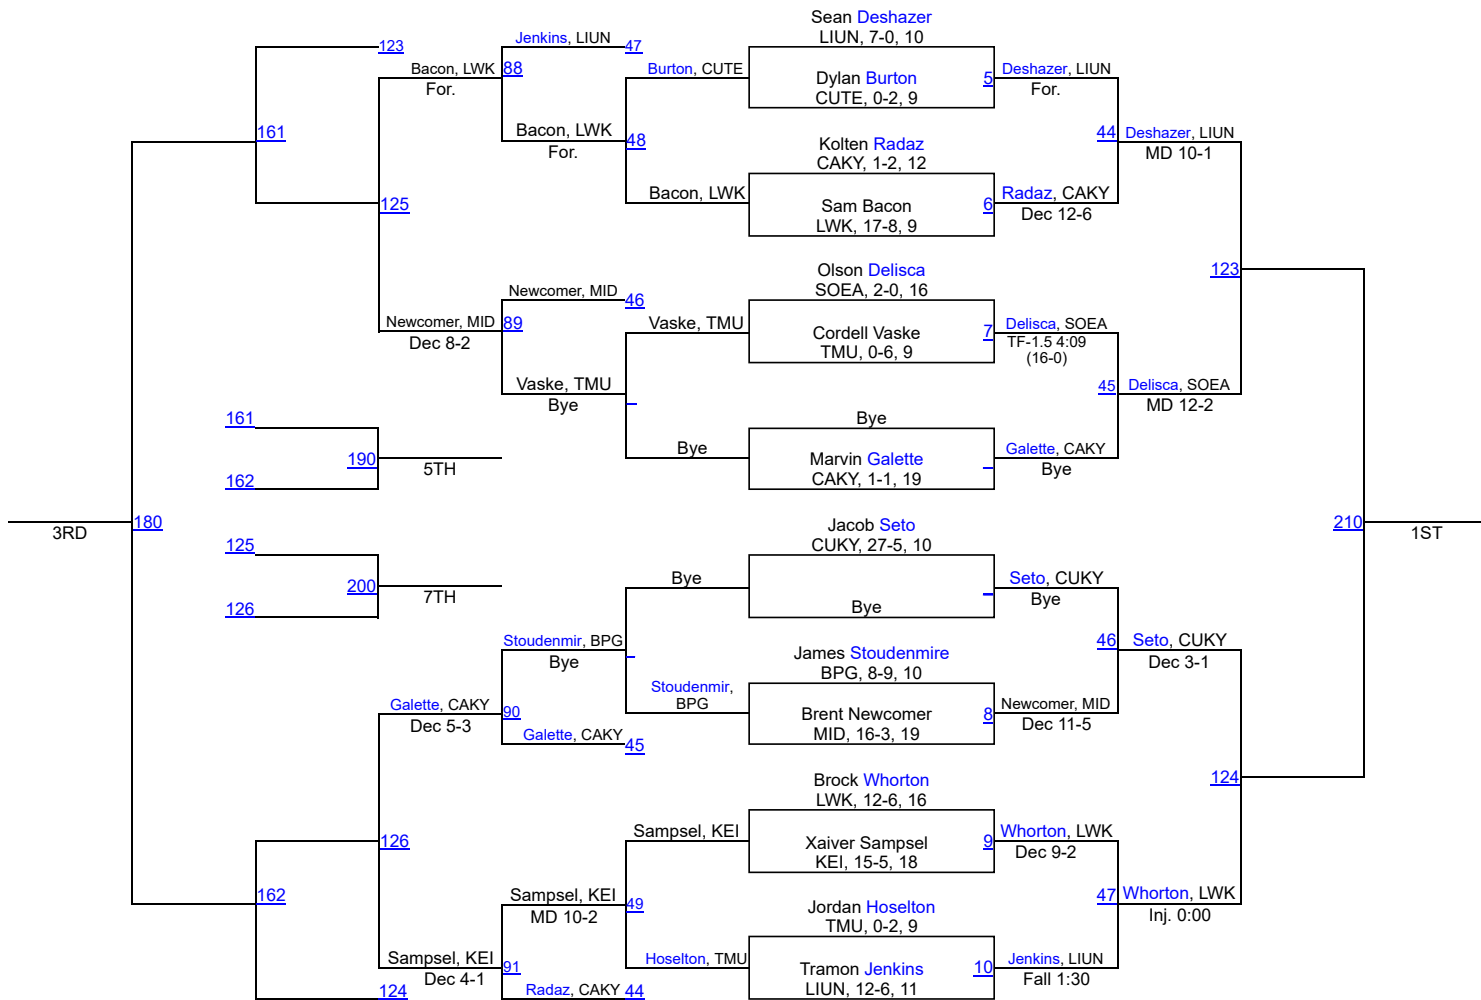 Sean Deshazer
LIUN, 7-0, 10
123
Jenkins, LIUN
47
Bacon, LWK
88
For.
Burton, CUTE
Dylan Burton
CUTE, 0-2, 9
5
Deshazer, LIUN
For.
161
Bacon, LWK
For.
48
Kolten Radaz
CAKY, 1-2, 12
44
Deshazer, LIUN
MD 10-1
125
Bacon, LWK
Sam Bacon
LWK, 17-8, 9
6
Radaz, CAKY
Dec 12-6
Olson Delisca
SOEA, 2-0, 16
123
Newcomer, MID
46
Newcomer, MID
89
Dec 8-2
Vaske, TMU
Cordell Vaske
TMU, 0-6, 9
7
Delisca, SOEA
TF-1.5 4:09
(16-0)
Vaske, TMU
Bye
45
Delisca, SOEA
MD 12-2
161
Bye
190
5TH
Bye
Marvin Galette
CAKY, 1-1, 19
Galette, CAKY
Bye
162
3RD
180
Jacob Seto
CUKY, 27-5, 10
210
1ST
125
200
7TH
126
Bye
Bye
Seto, CUKY
Bye
Stoudenmir, BPG
Bye
James Stoudenmire
BPG, 8-9, 10
46
Seto, CUKY
Dec 3-1
Galette, CAKY
90
Dec 5-3
Stoudenmir,
BPG
Brent Newcomer
MID, 16-3, 19
8
Newcomer, MID
Dec 11-5
Galette, CAKY
45
124
Brock Whorton
LWK, 12-6, 16
126
Sampsel, KEI
Xaiver Sampsel
KEI, 15-5, 18
9
Whorton, LWK
Dec 9-2
162
Sampsel, KEI
MD 10-2
49
Jordan Hoselton
TMU, 0-2, 9
47
Whorton, LWK
Inj. 0:00
Sampsel, KEI
91
Dec 4-1
Hoselton, TMU
Tramon Jenkins
LIUN, 12-6, 11
10
Jenkins, LIUN
Fall 1:30
124
Radaz, CAKY
44